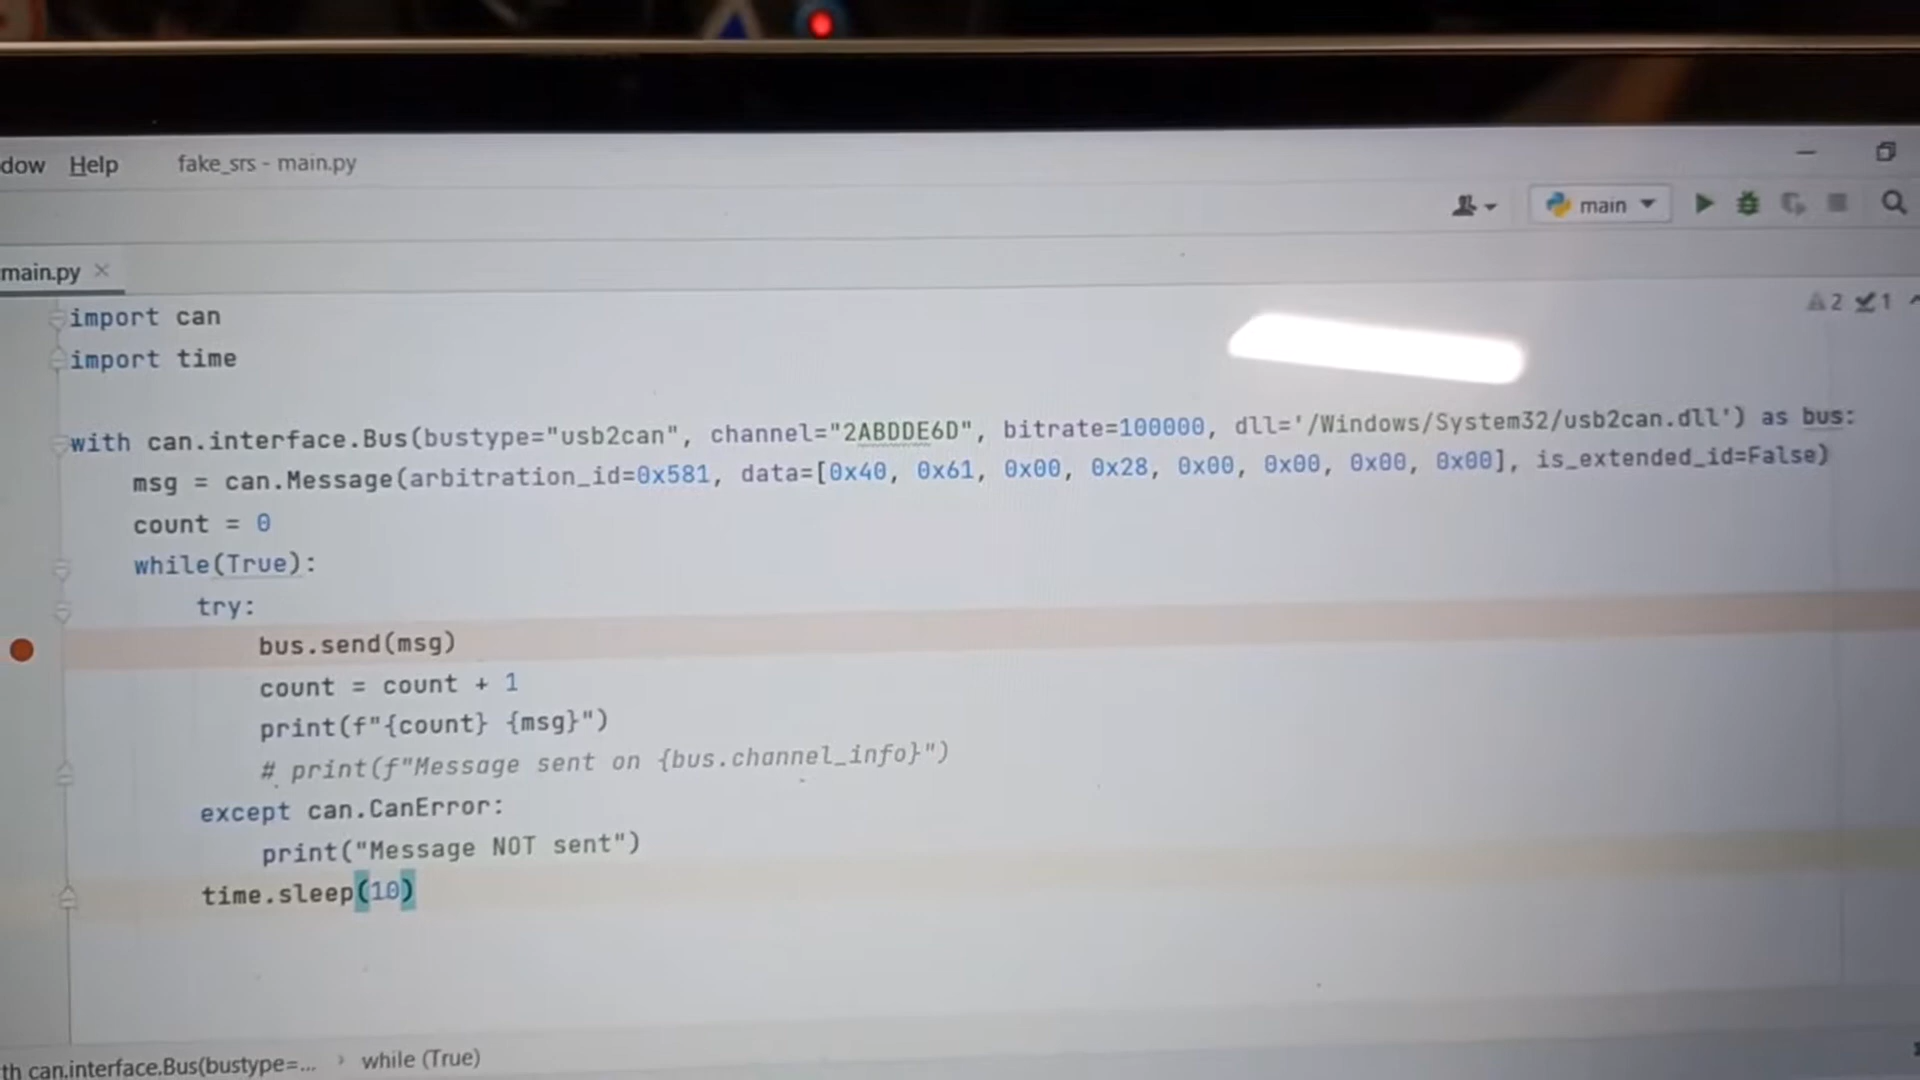 dow Help fake_srs - main.py
main
main.py
2 1
import can
import time
with can.interface.Bus(bustype="usb2can", channel="2ABDDE6D", bitrate=100000, dll='/Windows/System32/usb2can.dll') as bus:
msg = can.Message(arbitration_id=0x581, data=[0x40, 0x61, 0x00, 0x28, 0x00, 0x00, 0x00, 0x00], is_extended_id=False)
count = 0
while(True):
try:
bus.send(msg)
count = count + 1
print(f"{count} {msg}")
# print(f"Message sent on {bus.channel_info}")
except can.CanError:
print("Message NOT sent")
time.sleep(10)
th can.interface.Bus(bustype=... › while (True)